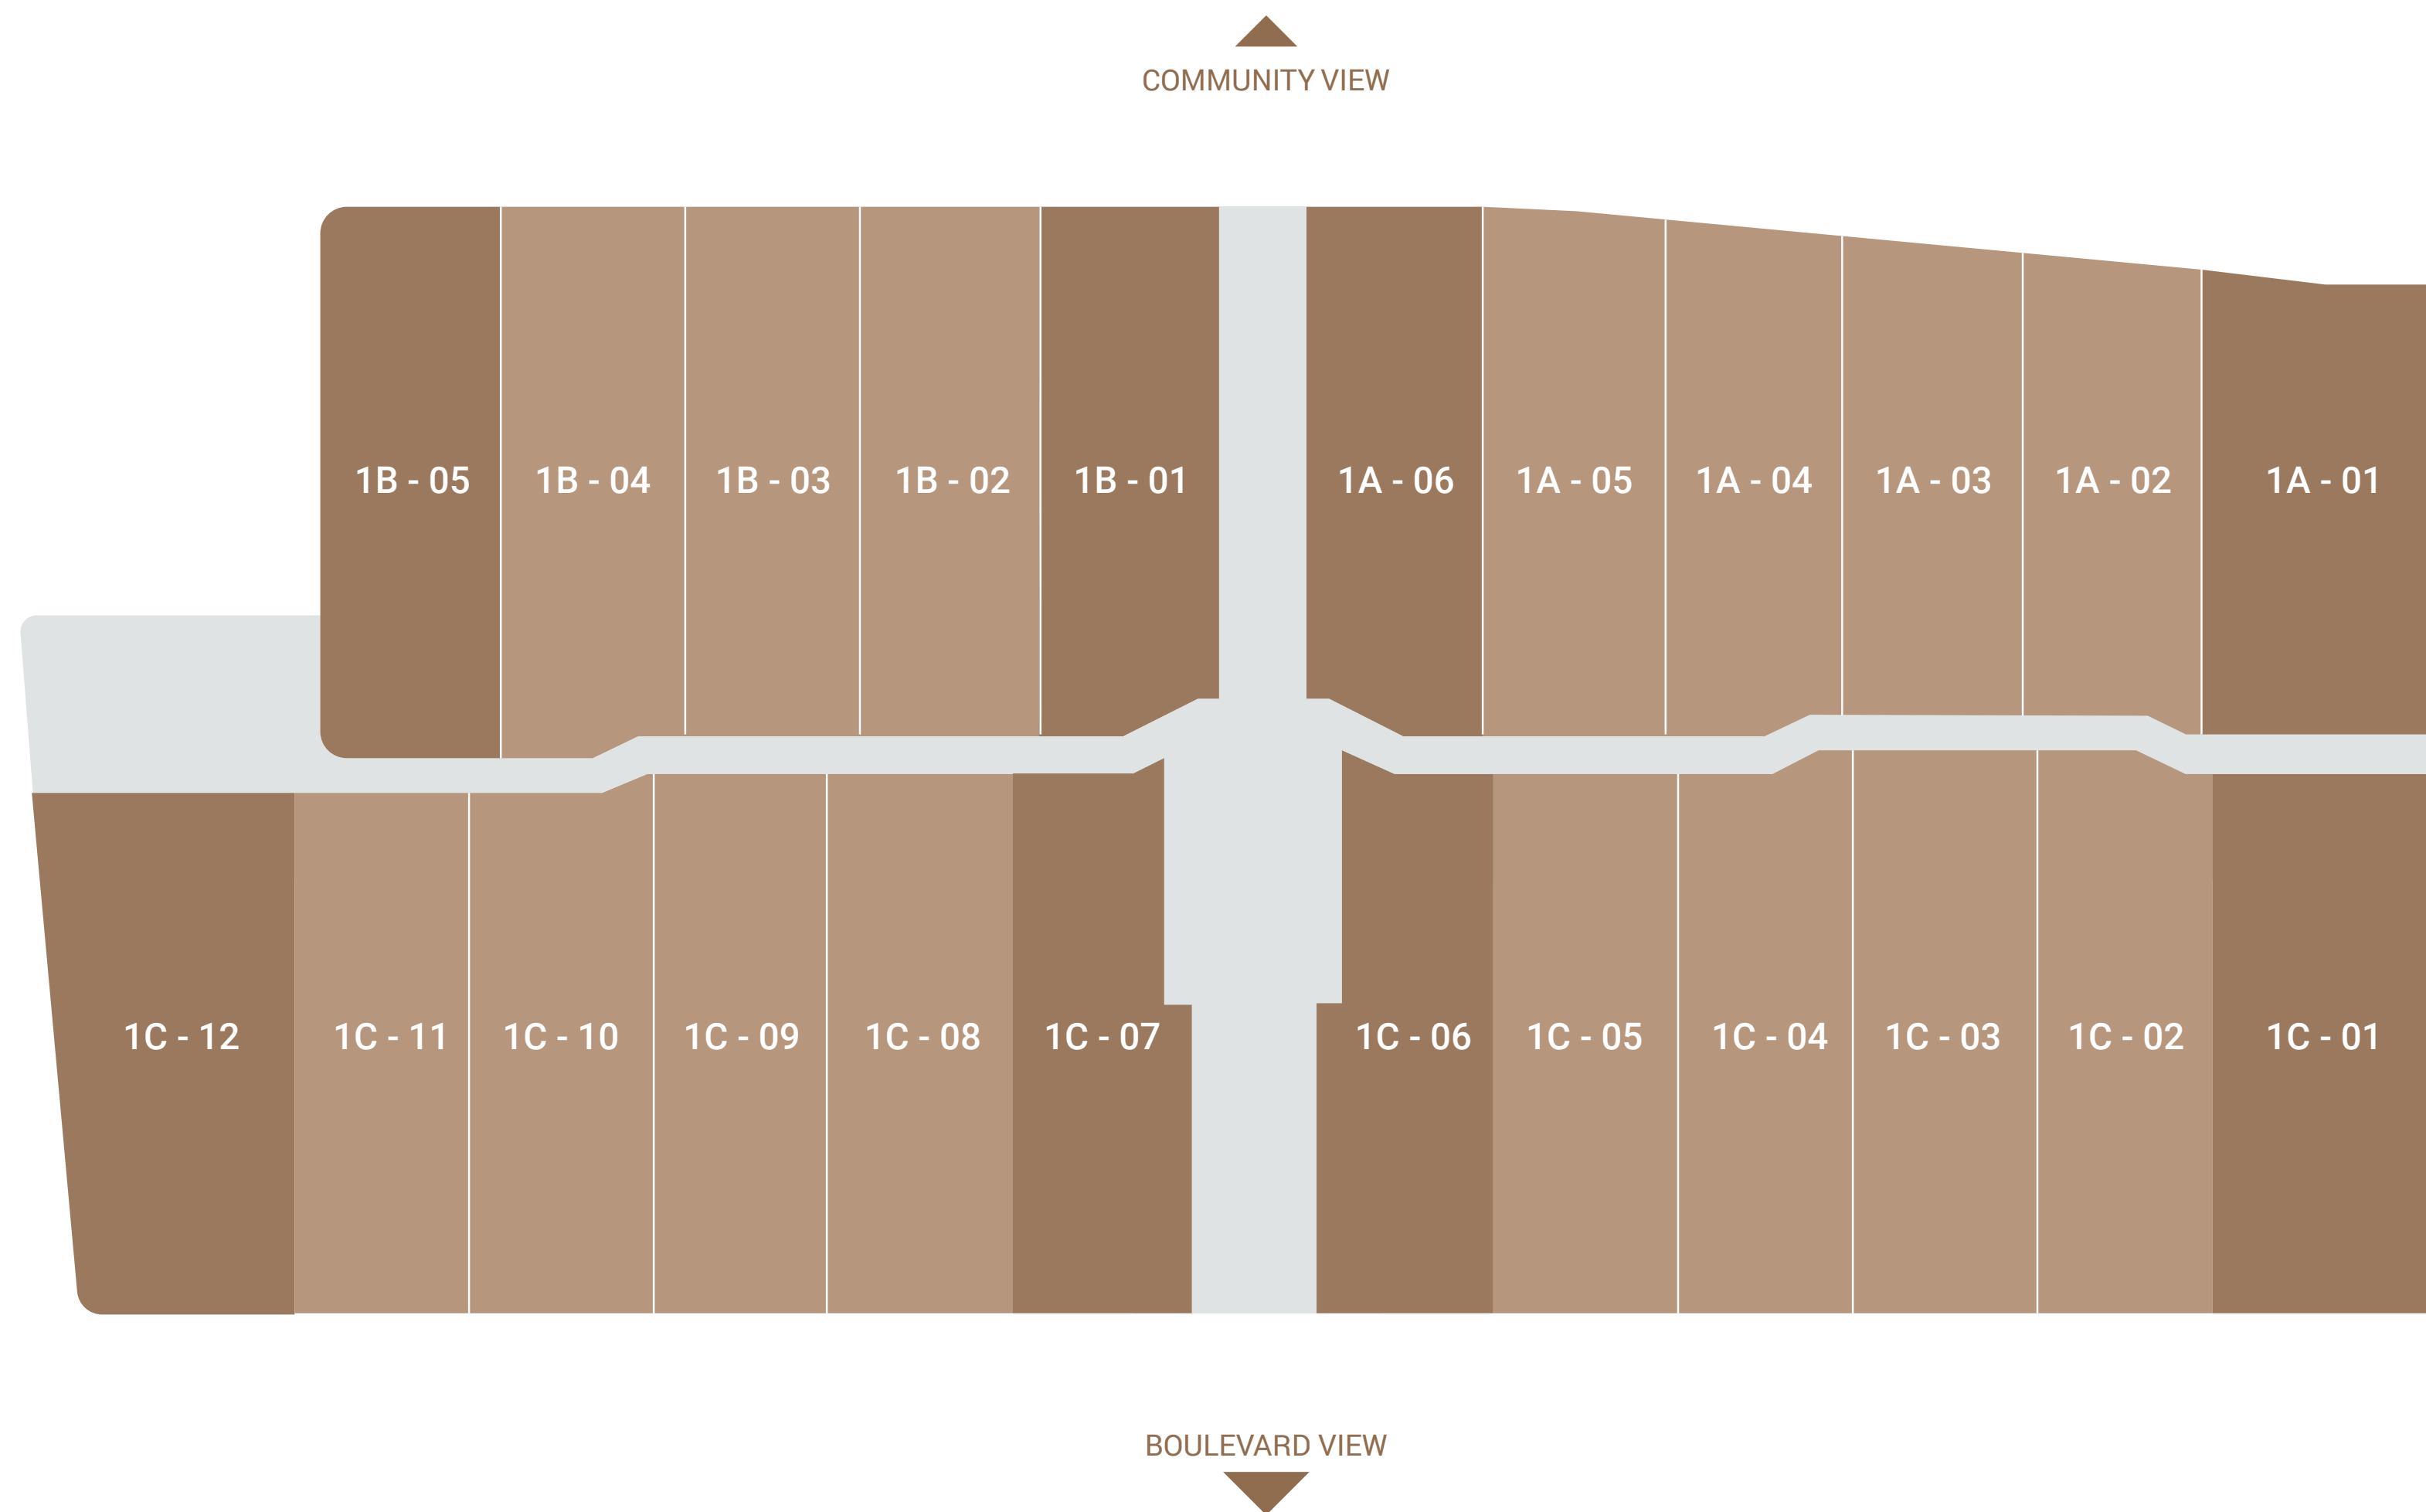 COMMUNITY VIEW
1B - 05
1B - 04
1B - 03
1B - 02
1B - 01
1A - 06
1A - 05
1A - 04
1A - 03
1A - 02
1A - 01
1C - 12
1C - 11
1C - 10
1C - 09
1C - 08
1C - 07
1C - 06
1C - 05
1C - 04
1C - 03
1C - 02
1C - 01
BOULEVARD VIEW